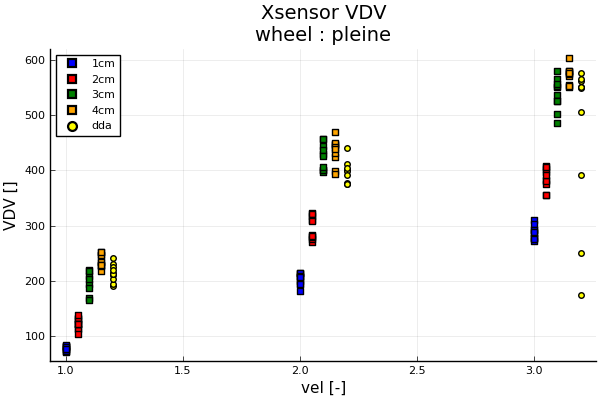 Xsensor VDV
wheel : pleine
VDV []
600
500
400
300
200
100
1cm
2cm
3cm
4cm
dda
1.0
1.5
2.0
2.5
3.0
vel [-]